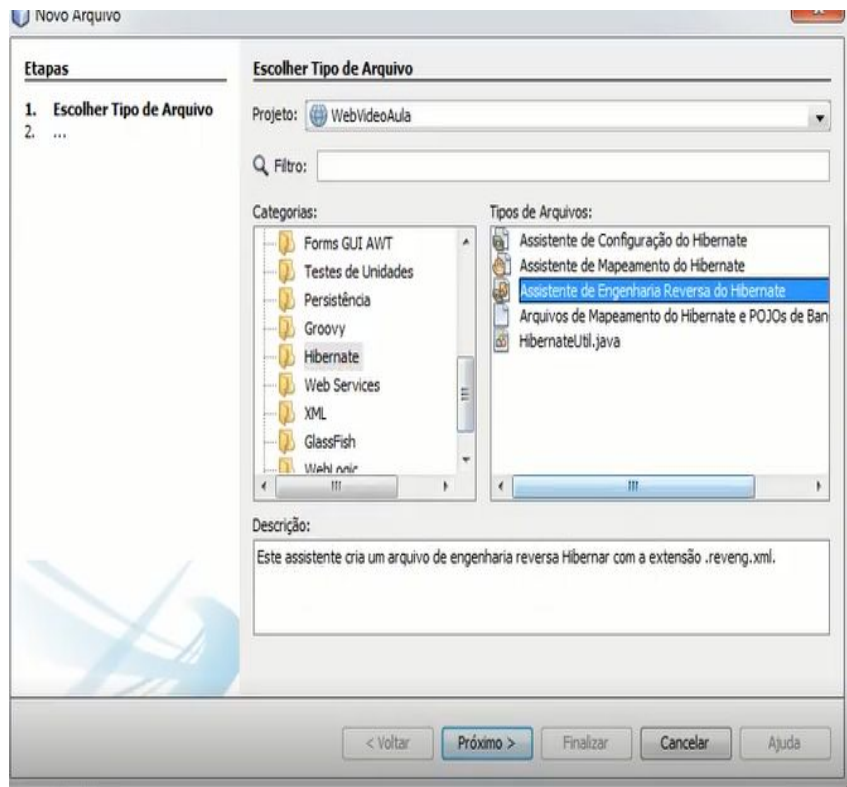 Novo Arquivo
Etapas
1. Escolher Tipo de Arquivo
2. ...
Escolher Tipo de Arquivo
Projeto: WebVideoAula
Filtro:
Categorias:
Forms GUI AWT
Testes de Unidades
Persistência
Groovy
Hibernate
Web Services
XML
GlassFish
WebLogic
Tipos de Arquivos:
Assistente de Configuração do Hibernate
Assistente de Mapeamento do Hibernate
Assistente de Engenharia Reversa do Hibernate
Arquivos de Mapeamento do Hibernate e POJOs de Ban
HibernateUtil.java
Descrição:
Este assistente cria um arquivo de engenharia reversa Hibernar com a extensão .reveng.xml.
< Voltar
Próximo >
Finalizar
Cancelar
Ajuda